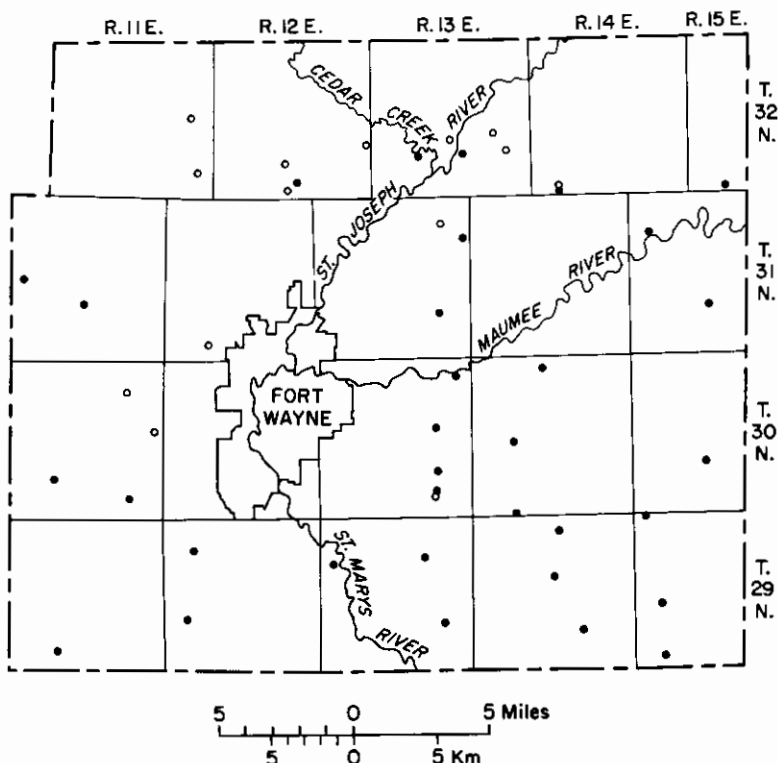 R. 11 E. R. 12 E. R. 13 E. R. 14 E. R. 15 E.
T.
32
N.
CEDAR
CREEK
RIVER
ST. JOSEPH
T.
31
N.
MAUMEE
RIVER
FORT
WAYNE
T.
30
N.
ST. MARYS
RIVER
T.
29
N.
5 0 5 Miles
5 0 5 Km